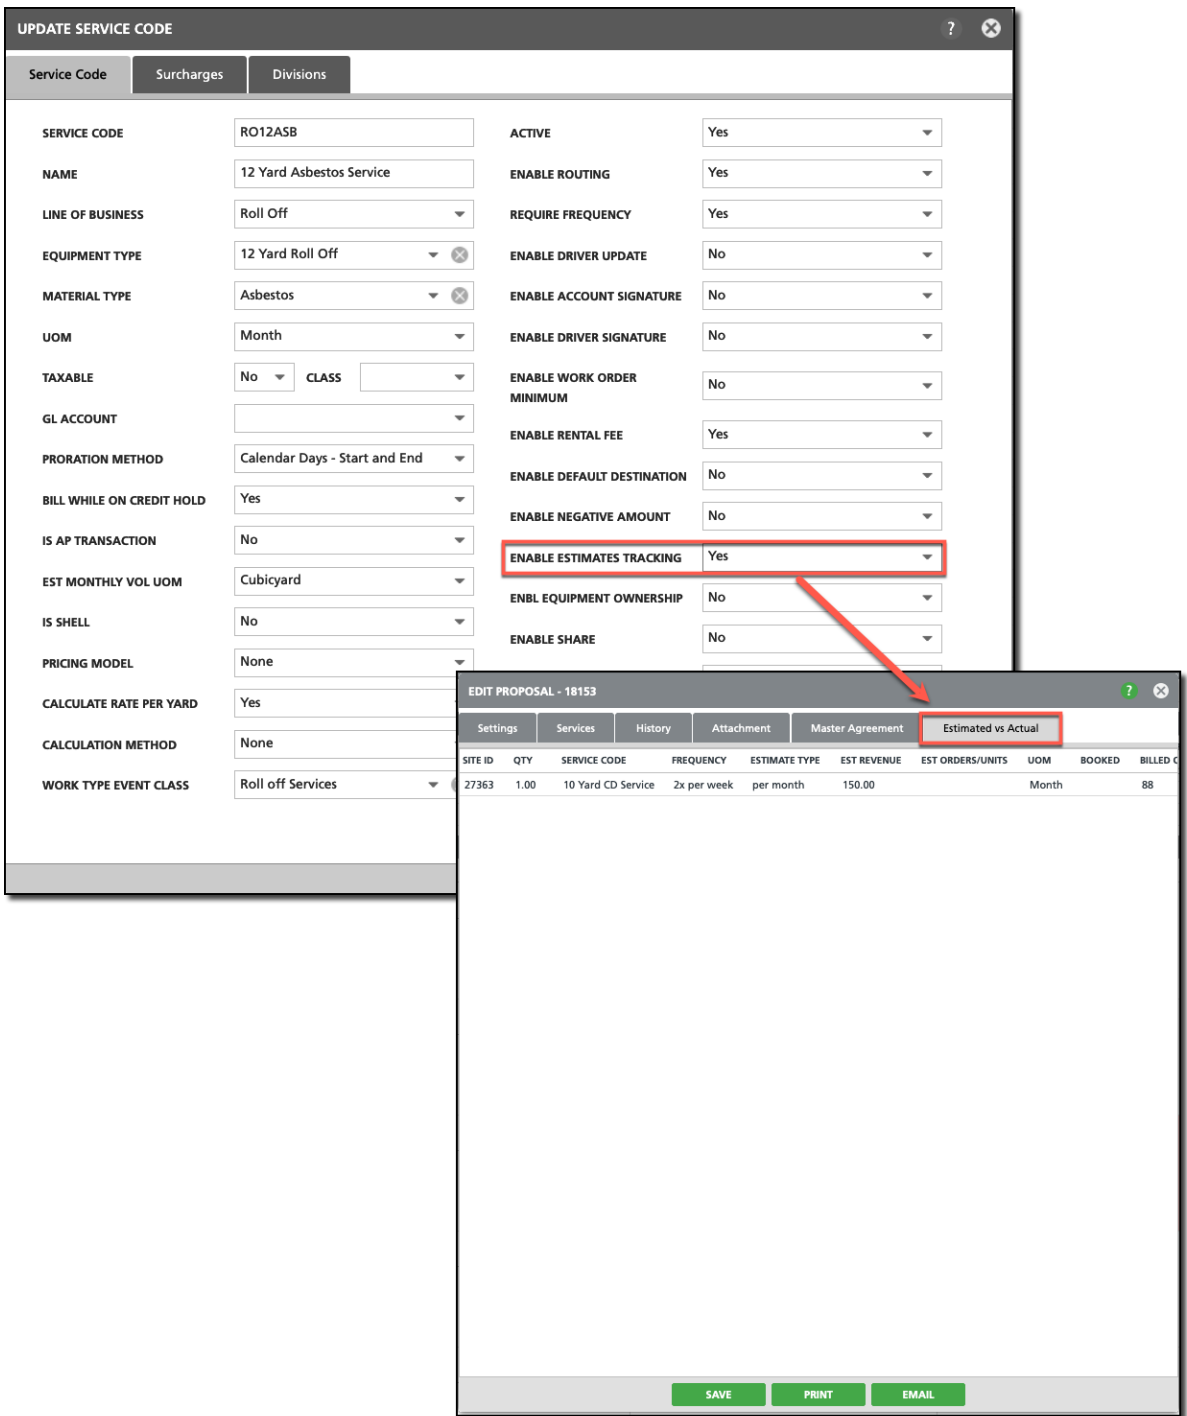 UPDATE SERVICE CODE ?
Service Code Surcharges Divisions
SERVICE CODE RO12ASB
NAME 12 Yard Asbestos Service
LINE OF BUSINESS Roll Off
EQUIPMENT TYPE 12 Yard Roll Off
MATERIAL TYPE Asbestos
UOM Month
TAXABLE No CLASS
GL ACCOUNT
PRORATION METHOD Calendar Days - Start and End
BILL WHILE ON CREDIT HOLD Yes
IS AP TRANSACTION No
EST MONTHLY VOL UOM Cubicyard
IS SHELL No
PRICING MODEL None
CALCULATE RATE PER YARD Yes
CALCULATION METHOD None
WORK TYPE EVENT CLASS Roll off Services
ACTIVE Yes
ENABLE ROUTING Yes
REQUIRE FREQUENCY Yes
ENABLE DRIVER UPDATE No
ENABLE ACCOUNT SIGNATURE No
ENABLE DRIVER SIGNATURE No
ENABLE WORK ORDER
MINIMUM No
ENABLE RENTAL FEE Yes
ENABLE DEFAULT DESTINATION No
ENABLE NEGATIVE AMOUNT No
ENABLE ESTIMATES TRACKING Yes
ENBL EQUIPMENT OWNERSHIP No
ENABLE SHARE No
EDIT PROPOSAL - 18153 ?
Settings Services History Attachment Master Agreement Estimated vs Actual
SITE ID QTY SERVICE CODE FREQUENCY ESTIMATE TYPE EST REVENUE EST ORDERS/UNITS UOM BOOKED BILLED
27363 1.00 10 Yard CD Service 2x per week per month 150.00 Month 88
SAVE PRINT EMAIL